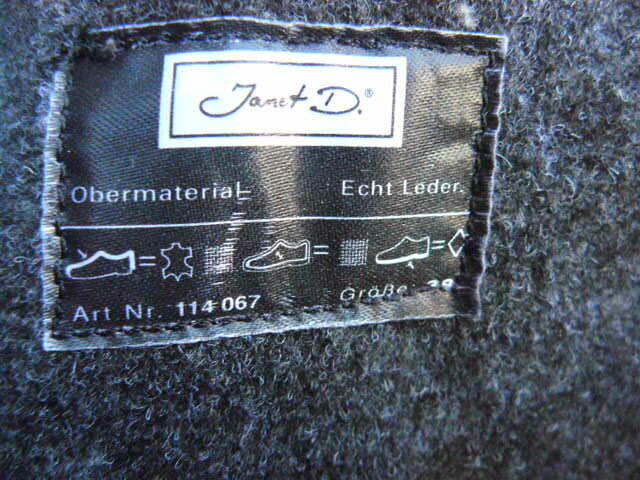 Janet D.®
Obermaterial Echt Leder.
Art Nr. 114 067 Größe